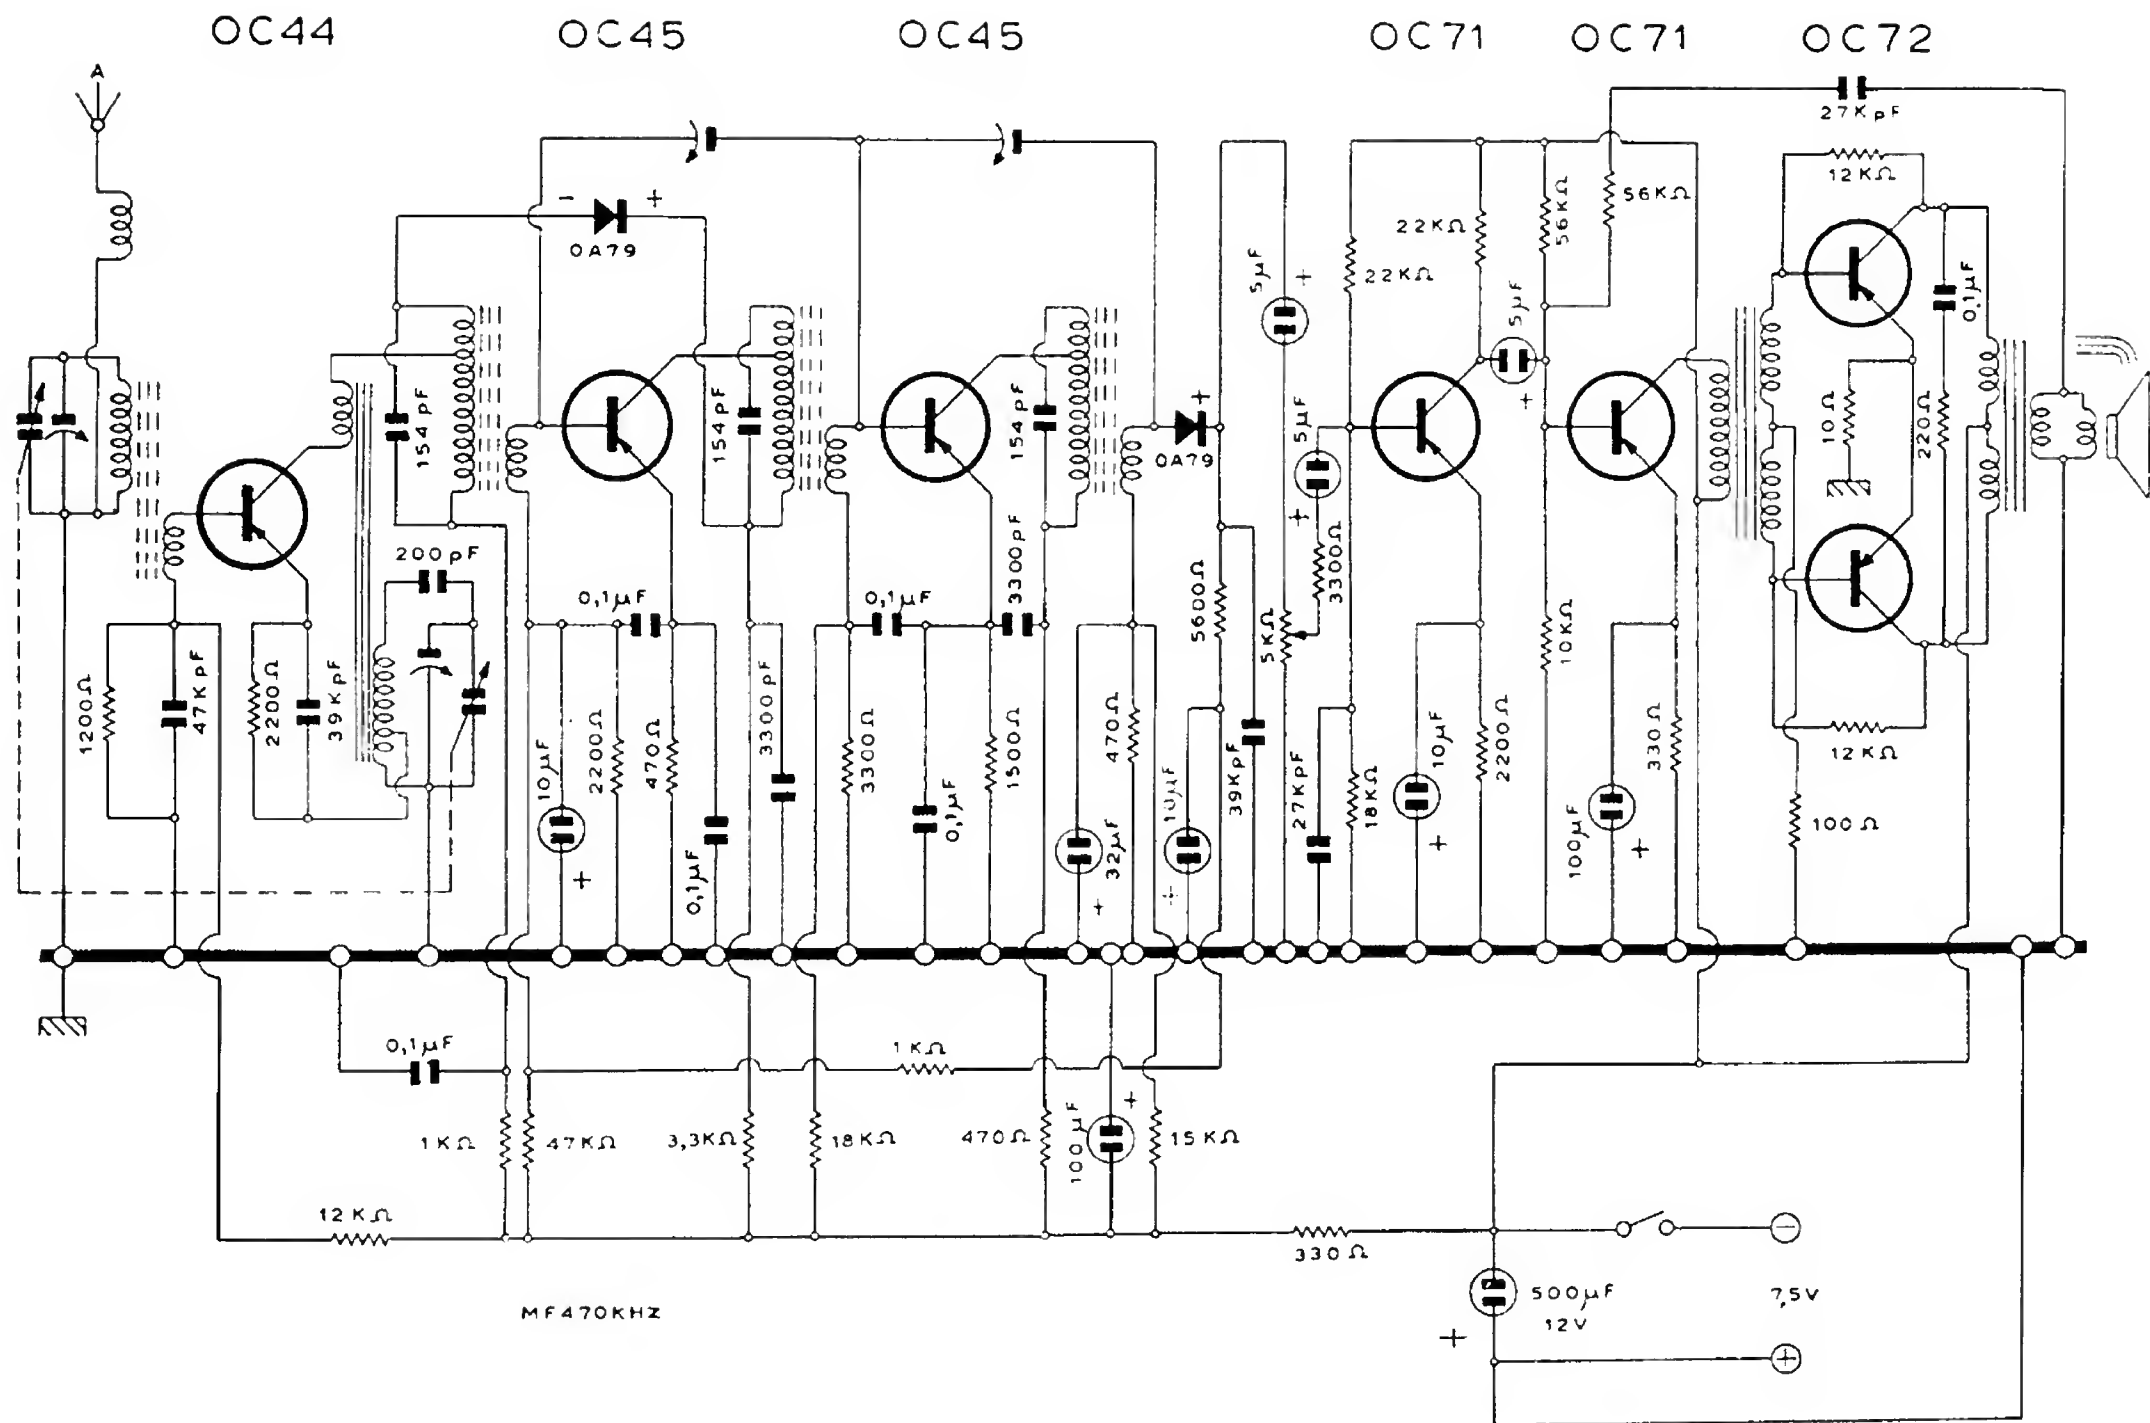 OC44 OC45 OC45 OC71 OC71 OC72
A
27KpF
12KΩ
- +
OA79
56KΩ
56KΩ
22KΩ
22KΩ
5µF
+
5µF
+
0,1µF
154pF
154pF
154pF
+
OA79
5µF
+
10Ω
220Ω
200pF
3300pF
3300Ω
0,1µF
0,1µF
5600Ω
5KΩ
10KΩ
1200Ω
47KpF
2200Ω
39KpF
10µF
+
2200Ω
470Ω
0,1µF
3300pF
3300Ω
0,1µF
1500Ω
470Ω
32µF
+
10µF
+
39KpF
27KpF
18KΩ
10µF
+
2200Ω
100µF
+
330Ω
12KΩ
100Ω
0,1µF
1KΩ
1KΩ
47KΩ
3,3KΩ
18KΩ
470Ω
100µF
+
15KΩ
12KΩ
330Ω
−
500µF
12V
+
7,5V
+
MF470KHZ